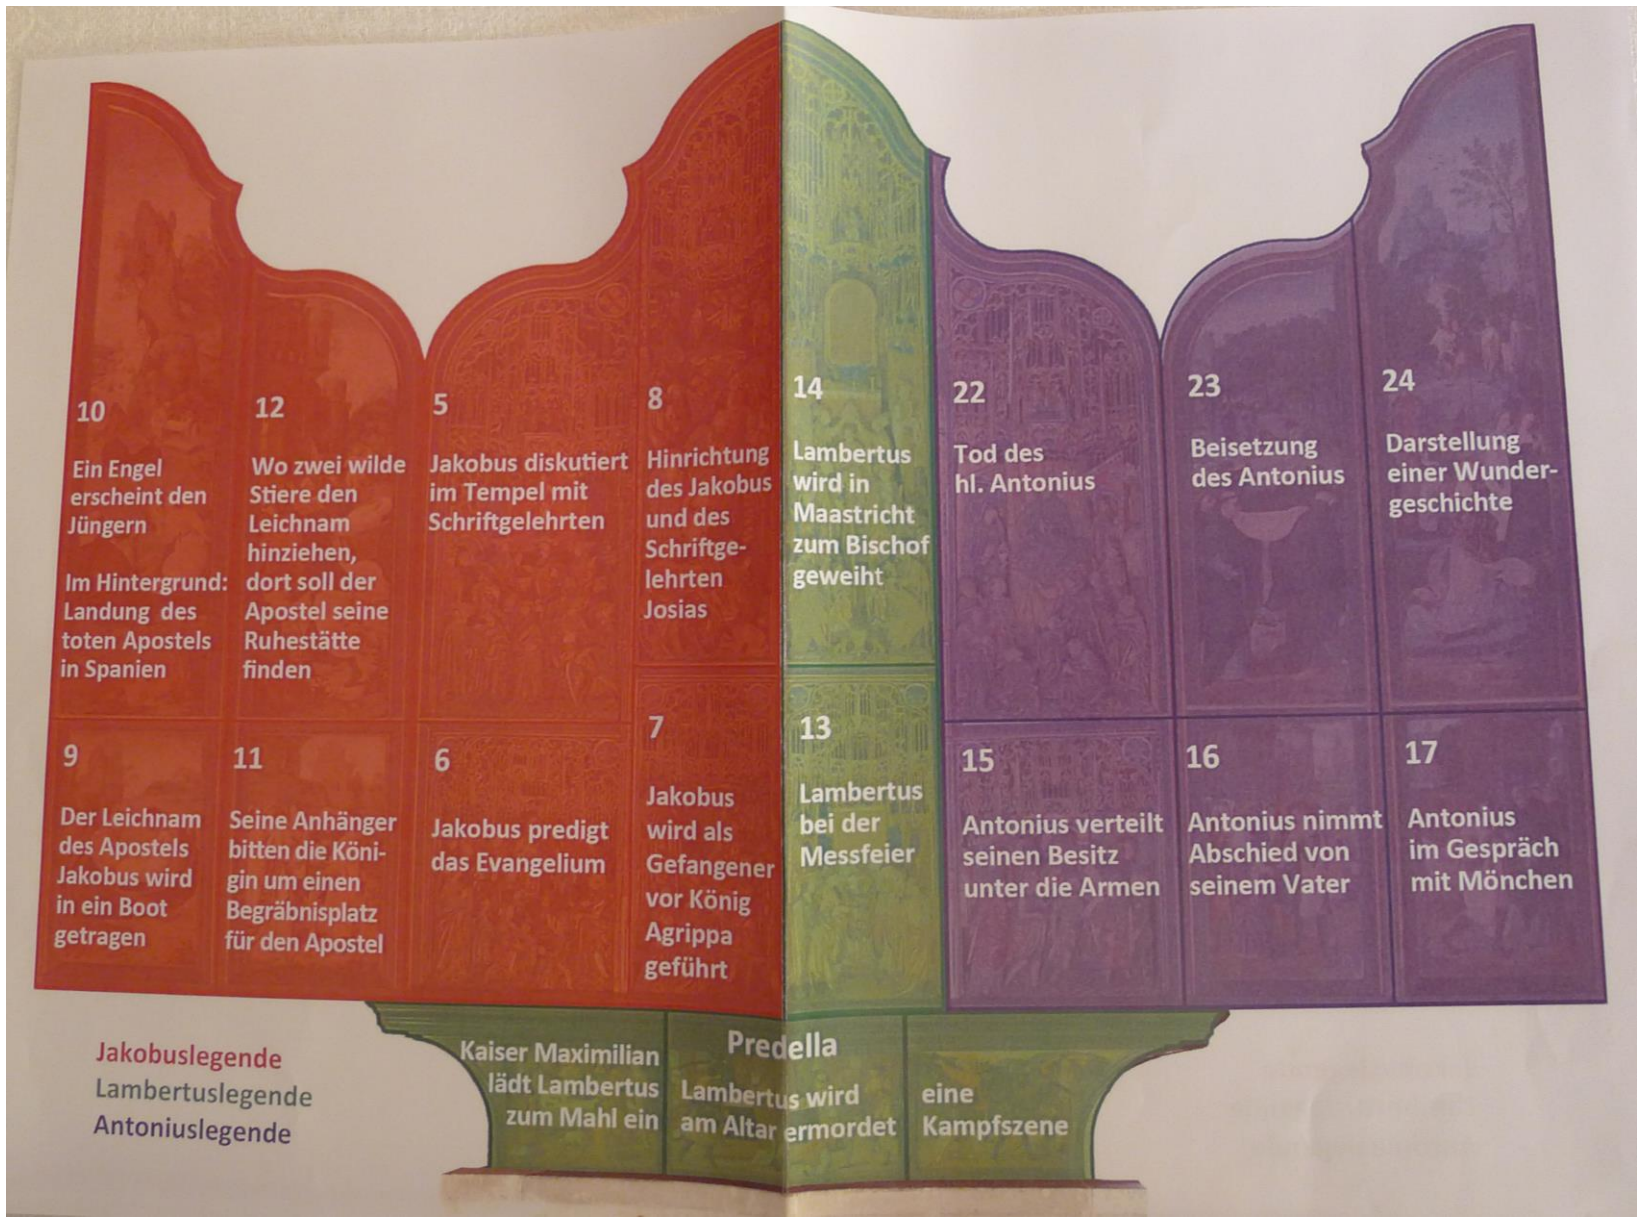 10
Ein Engel
erscheint den
Jüngern
Im Hintergrund:
Landung des
toten Apostels
in Spanien
12
Wo zwei wilde
Stiere den
Leichnam
hinziehen,
dort soll der
Apostel seine
Ruhestätte
finden
5
Jakobus diskutiert
im Tempel mit
Schriftgelehrten
8
Hinrichtung
des Jakobus
und des
Schriftge-
lehrten
Josias
14
Lambertus
wird in
Maastricht
zum Bischof
geweiht
22
Tod des
hl. Antonius
23
Beisetzung
des Antonius
24
Darstellung
einer Wunder-
geschichte
9
Der Leichnam
des Apostels
Jakobus wird
in ein Boot
getragen
11
Seine Anhänger
bitten die Köni-
gin um einen
Begräbnisplatz
für den Apostel
6
Jakobus predigt
das Evangelium
7
Jakobus
wird als
Gefangener
vor König
Agrippa
geführt
13
Lambertus
bei der
Messfeier
15
Antonius verteilt
seinen Besitz
unter die Armen
16
Antonius nimmt
Abschied von
seinem Vater
17
Antonius
im Gespräch
mit Mönchen
Predella
Kaiser Maximilian
lädt Lambertus
zum Mahl ein
Lambertus wird
am Altar ermordet
eine
Kampfszene
Jakobuslegende
Lambertuslegende
Antoniuslegende